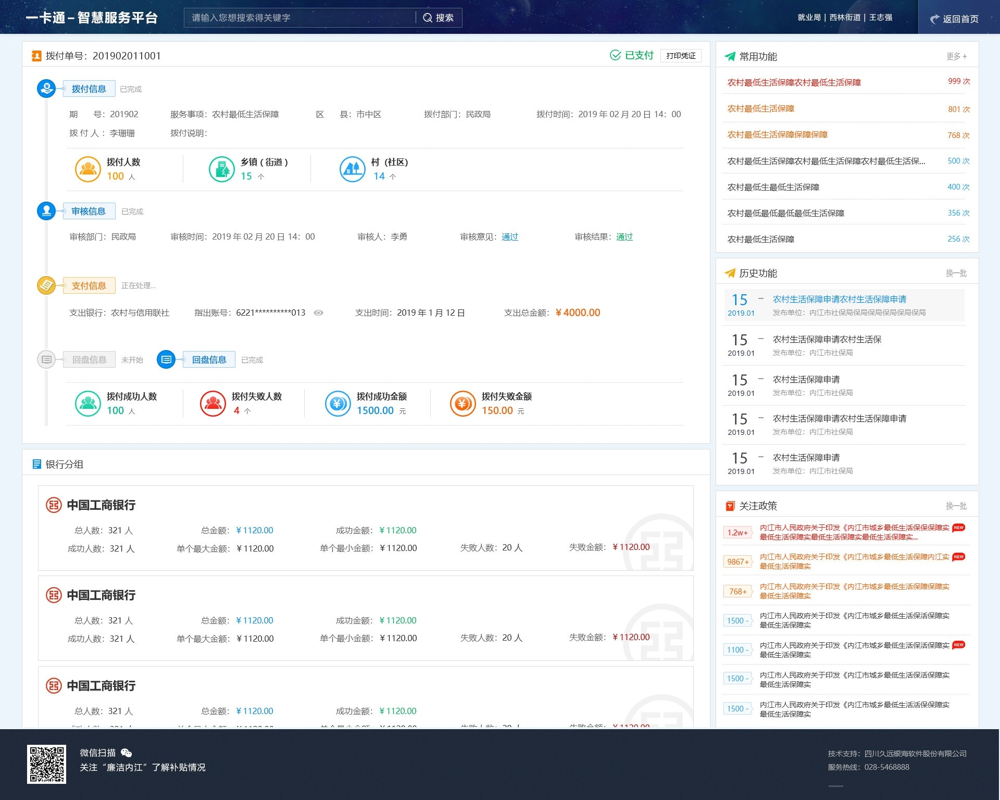 一卡通–智慧服务平台
请输入您想搜索得关键字
搜索
就业局 | 西林街道 | 王志强
返回首页
拨付单号：201902011001
已支付
打印凭证
拨付信息 已完成
期 号：201902 服务事项：农村最低生活保障 区 县：市中区 拨付部门：民政局 拨付时间：2019 年 02 月 20 日 14：00
拨 付 人 ：李珊珊 拨付说明：
拨付人数
100 人
乡镇（街道）
15 个
村（社区）
14 个
审核信息 已完成
审核部门：民政局 审核时间：2019 年 02 月 20 日 14：00 审核人：李勇 审核意见：通过 审核结果：通过
支付信息 正在处理...
支出银行：农村与信用联社 指出账号：6221**********013 支出时间：2019 年 1 月 12 日 支出总金额：¥ 4000.00
回盘信息 未开始
回盘信息 已完成
拨付成功人数
100 人
拨付失败人数
4 个
拨付成功金额
1500.00 元
拨付失败金额
150.00 元
银行分组
中国工商银行
总人数：321 人 总金额：¥ 1120.00 成功金额：¥ 1120.00
成功人数：321 人 单个最大金额：¥ 1120.00 单个最小金额：¥ 1120.00 失败人数：20 人 失败金额：¥ 1120.00
中国工商银行
总人数：321 人 总金额：¥ 1120.00 成功金额：¥ 1120.00
成功人数：321 人 单个最大金额：¥ 1120.00 单个最小金额：¥ 1120.00 失败人数：20 人 失败金额：¥ 1120.00
中国工商银行
总人数：321 人 总金额：¥ 1120.00 成功金额：¥ 1120.00
常用功能 更多 +
农村最低生活保障农村最低生活保障 999 次
农村最低生活保障 801 次
农村最低生活保障保障保障 768 次
农村最低生活保障农村最低生活保障农村最低生活保... 500 次
农村最低生最低生活保障 400 次
农村最低最低最低最低生活保障 356 次
农村最低生活保障 256 次
历史功能 换一批
15 – 农村生活保障申请农村生活保障申请
2019.01 发布单位：内江市社保局保局保局保局保局保局
15 – 农村生活保障申请农村生活保
2019.01 发布单位：内江市社保局
15 – 农村生活保障申请
2019.01 发布单位：内江市社保局
15 – 农村生活保障申请农村生活保障申请
2019.01 发布单位：内江市社保局
15 – 农村生活保障申请
2019.01 发布单位：内江市社保局
关注政策 换一批
1.2w+ 内江市人民政府关于印发《内江市城乡最低生活保保保障实 NEW
最低生活保障实最低生活保障实最低生活保障实...
9867+ 内江市人民政府关于印发《内江市城乡最低生活保障内江实 NEW
最低生活保障实
768+ 内江市人民政府关于印发《内江市城乡最低生活保障保障实
最低生活保障实
1500 - 内江市人民政府关于印发《内江市城乡最低生活保活保障实
最低生活保障实
1100 - 内江市人民政府关于印发《内江市城乡最低生活保活保障实 NEW
最低生活保障实
1500 - 内江市人民政府关于印发《内江市城乡最低生活保活保障实
最低生活保障实
1500 - 内江市人民政府关于印发《内江市城乡最低生活活保保障实
最低生活保障实
微信扫描
关注“廉洁内江”了解补贴情况
技术支持：四川久远银海软件股份有限公司
服务热线：028-5468888